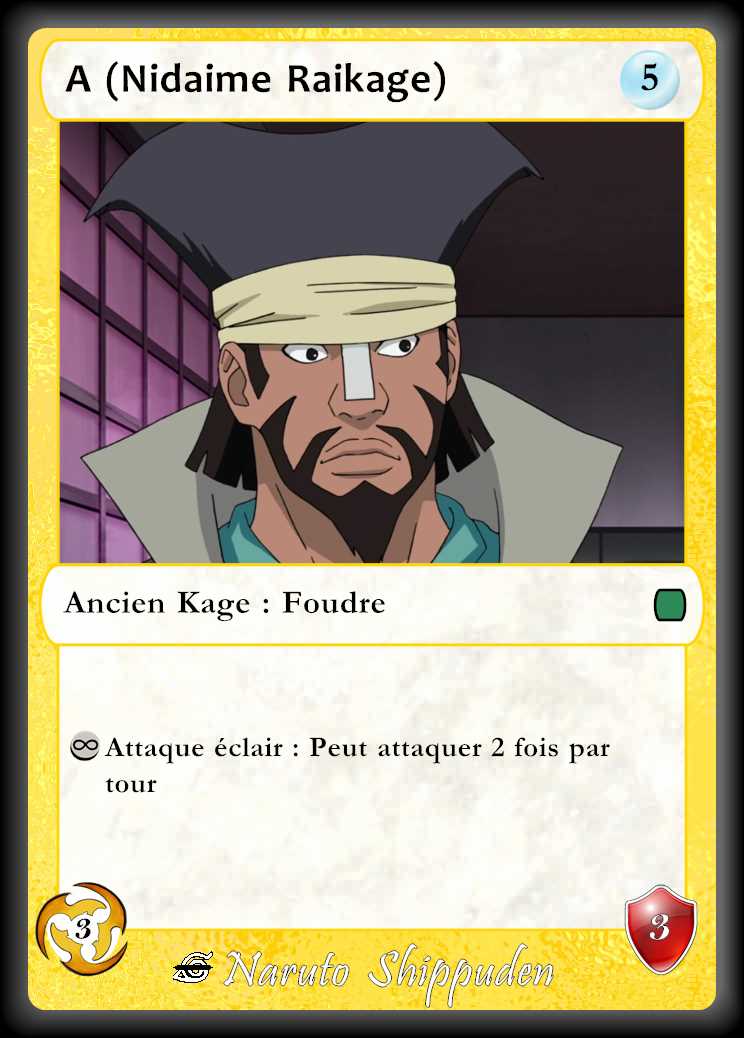 A (Nidaime Raikage)
5
Ancien Kage : Foudre
∞ Attaque éclair : Peut attaquer 2 fois par
tour
3
3
Naruto Shippuden